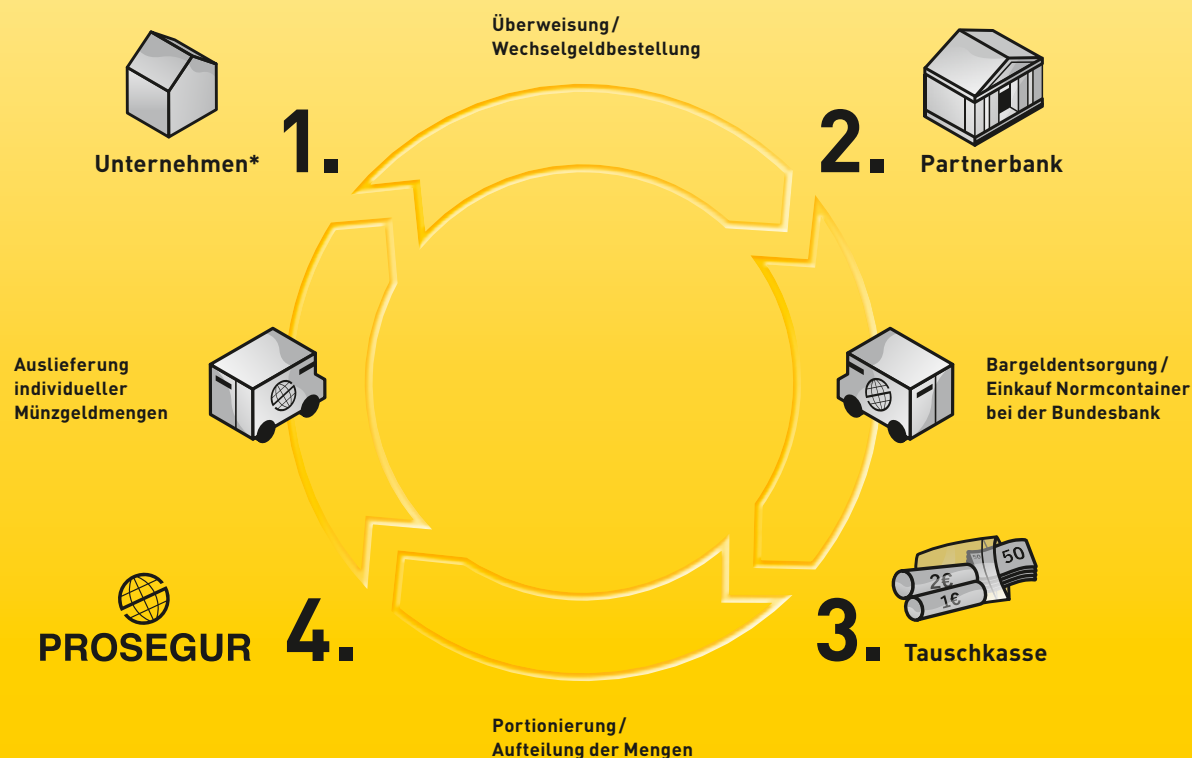 Überweisung/
Wechselgeldbestellung
Unternehmen*
1.
2.
Partnerbank
Auslieferung
individueller
Münzgeldmengen
Bargeldentsorgung/
Einkauf Normcontainer
bei der Bundesbank
50
2€
1€
PROSEGUR
4.
3.
Tauschkasse
Portionierung/
Aufteilung der Mengen